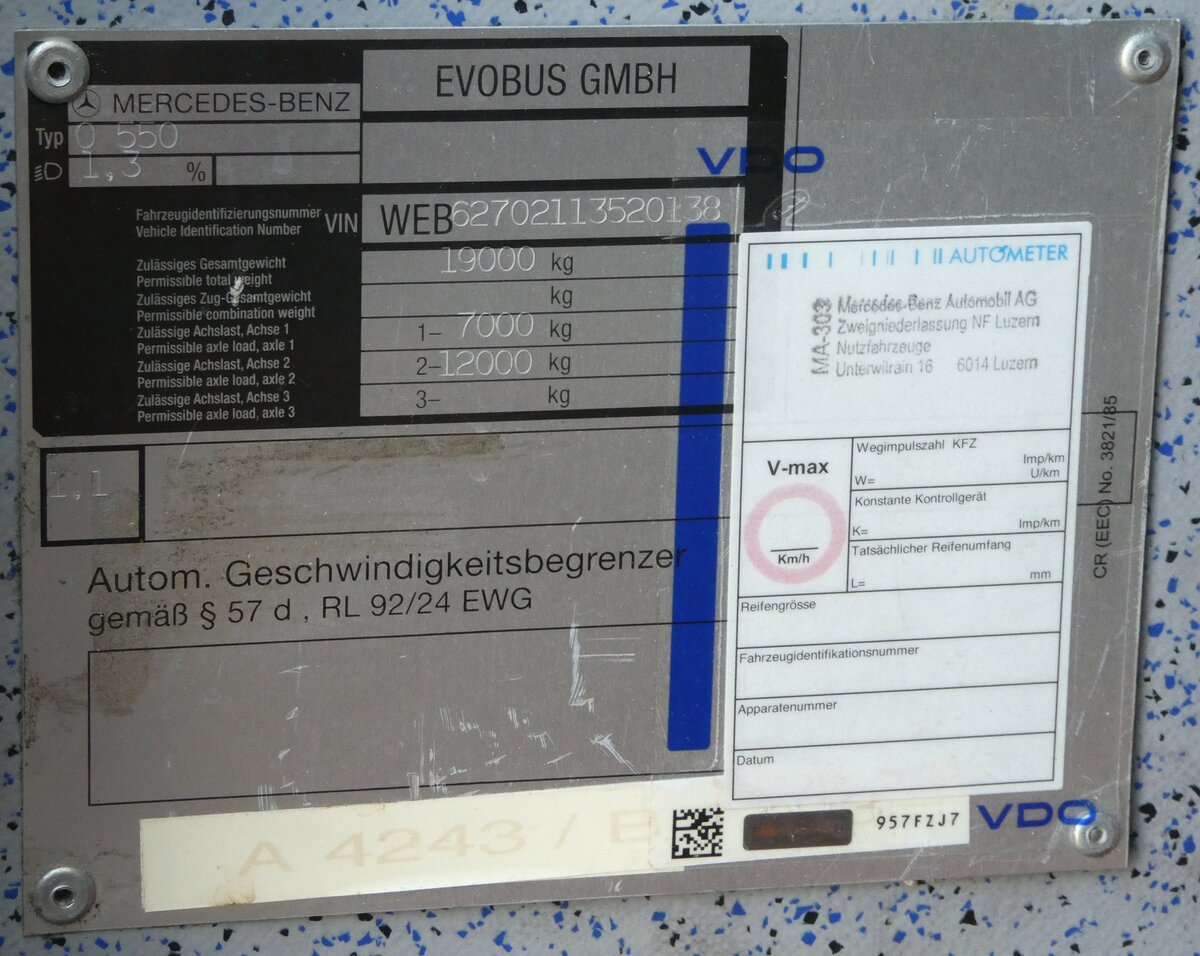 EVOBUS GMBH
MERCEDES-BENZ
Typ O 550
1,3 %
VDO
Fahrzeugidentifizierungsnummer
Vehicle Identification Number
VIN WEB62702113520138
Zulässiges Gesamtgewicht
Permissible total weight
19000 kg
Zulässiges Zug-Gesamtgewicht
Permissible combination weight
kg
Zulässige Achslast, Achse 1
Permissible axle load, axle 1
1– 7000 kg
Zulässige Achslast, Achse 2
Permissible axle load, axle 2
2–12000 kg
Zulässige Achslast, Achse 3
Permissible axle load, axle 3
3– kg
1,1
Autom. Geschwindigkeitsbegrenzer
gemäß § 57 d , RL 92/24 EWG
AUTOMETER
MA-303
Mercedes-Benz Automobil AG
Zweigniederlassung NF Luzern
Nutzfahrzeuge
Unterwilrain 16 6014 Luzern
V-max
Km/h
Wegimpulszahl KFZ
W= Imp/km
U/km
Konstante Kontrollgerät
K= Imp/km
Tatsächlicher Reifenumfang
L= mm
Reifengrösse
Fahrzeugidentifikationsnummer
Apparatenummer
Datum
CR (EEC) No. 3821/85
A 4243 / B
957FZJ7
VDO